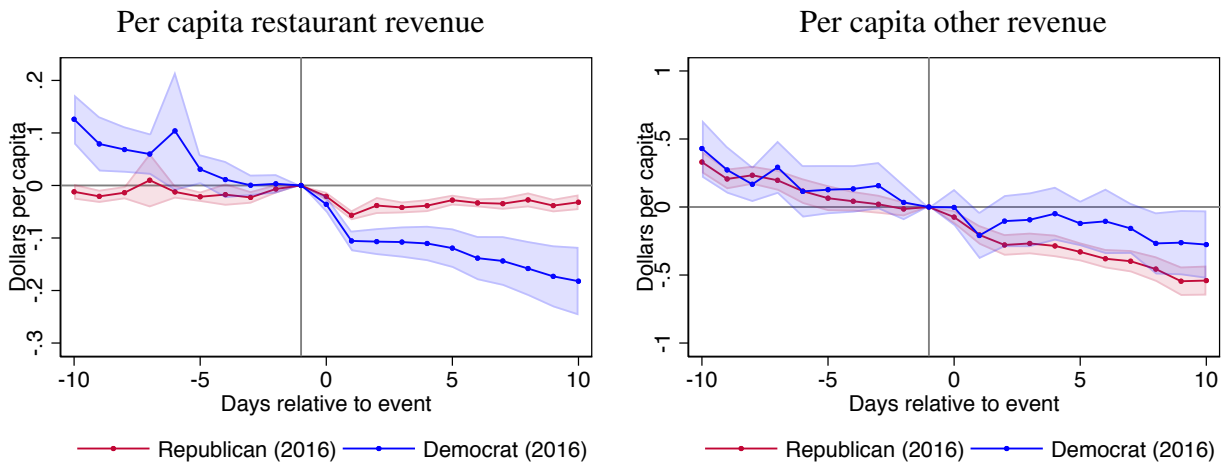 Per capita restaurant revenue
Dollars per capita
.2
.1
0
-.1
-.2
-.3
-10 -5 0 5 10
Days relative to event
Republican (2016) Democrat (2016)
Per capita other revenue
Dollars per capita
1
.5
0
-.5
-1
-10 -5 0 5 10
Days relative to event
Republican (2016) Democrat (2016)